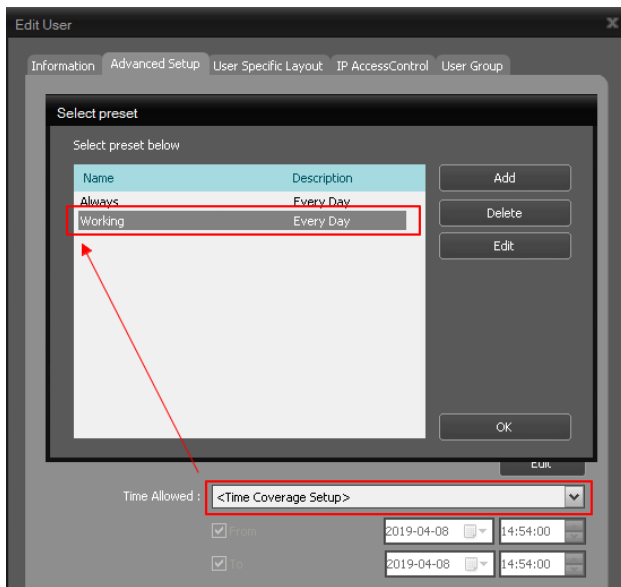 Edit User
Information Advanced Setup User Specific Layout IP AccessControl User Group
Select preset
Select preset below
Name Description Add
Always Every Day
Working Every Day Delete
Edit
OK
Edit
Time Allowed : <Time Coverage Setup>
From 2019-04-08 14:54:00
To 2019-04-08 14:54:00